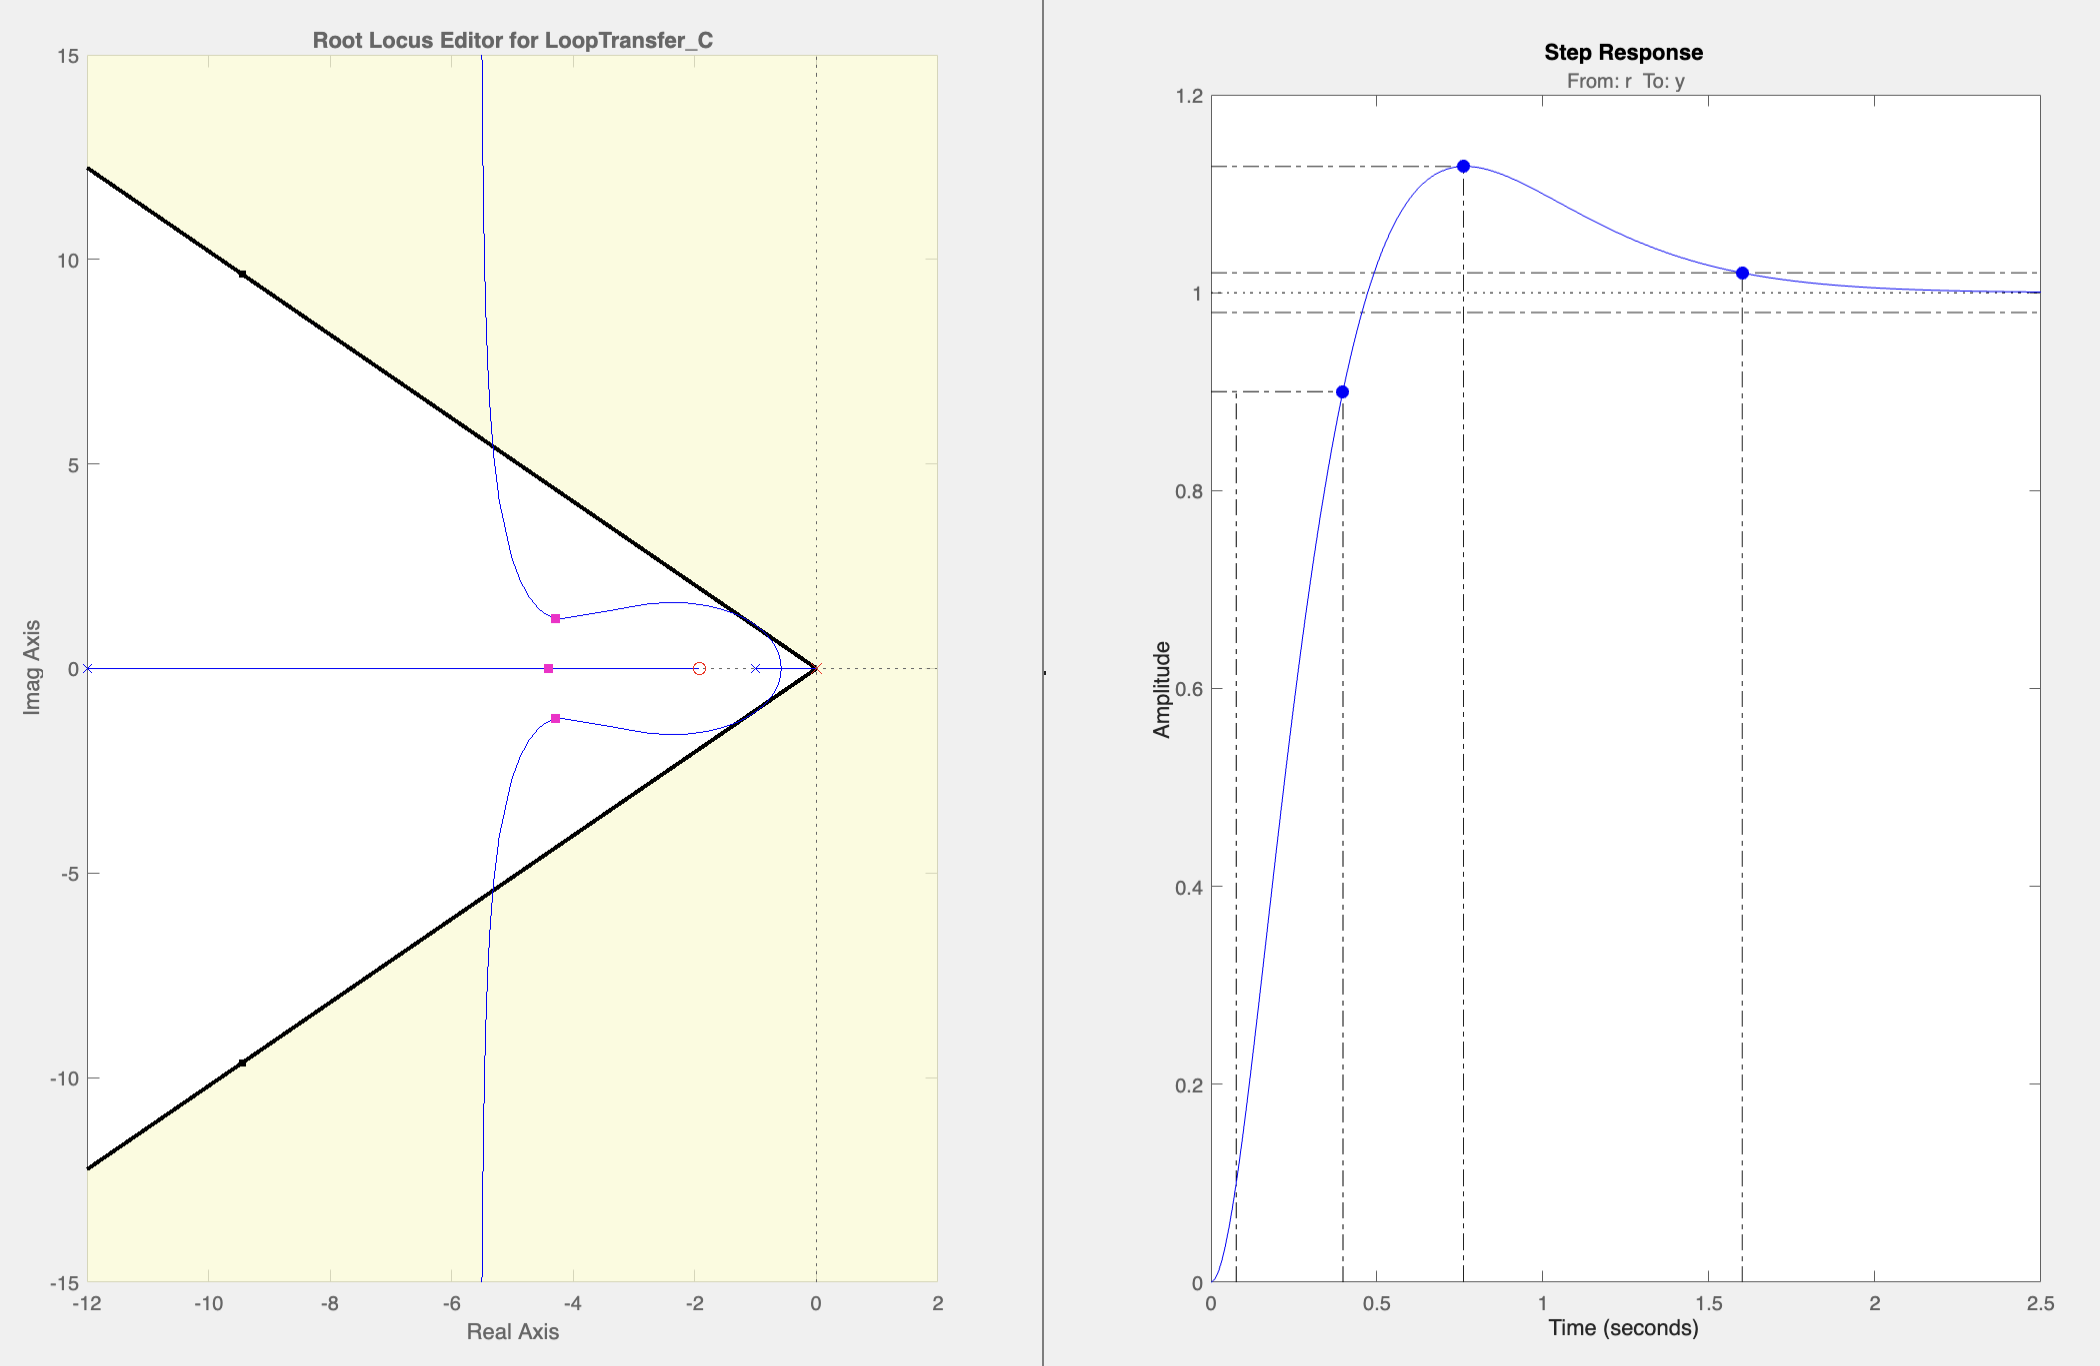 Root Locus Editor for LoopTransfer_C
15
10
5
0
-5
-10
-15
Imag Axis
-12 -10 -8 -6 -4 -2 0 2
Real Axis
Step Response
From: r To: y
1.2
1
0.8
0.6
0.4
0.2
0
Amplitude
0 0.5 1 1.5 2 2.5
Time (seconds)